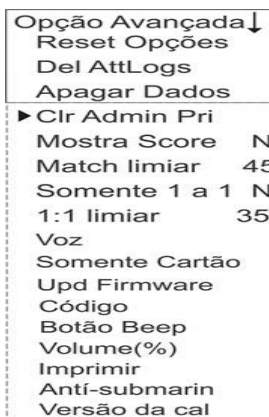 Opção Avançada↓
Reset Opções
Del AttLogs
Apagar Dados
▶Clr Admin Pri
Mostra Score N
Match limiar 45
Somente 1 a 1 N
1:1 limiar 35
Voz
Somente Cartão
Upd Firmware
Código
Botão Beep
Volume(%)
Imprimir
Antí-submarin
Versão da cal